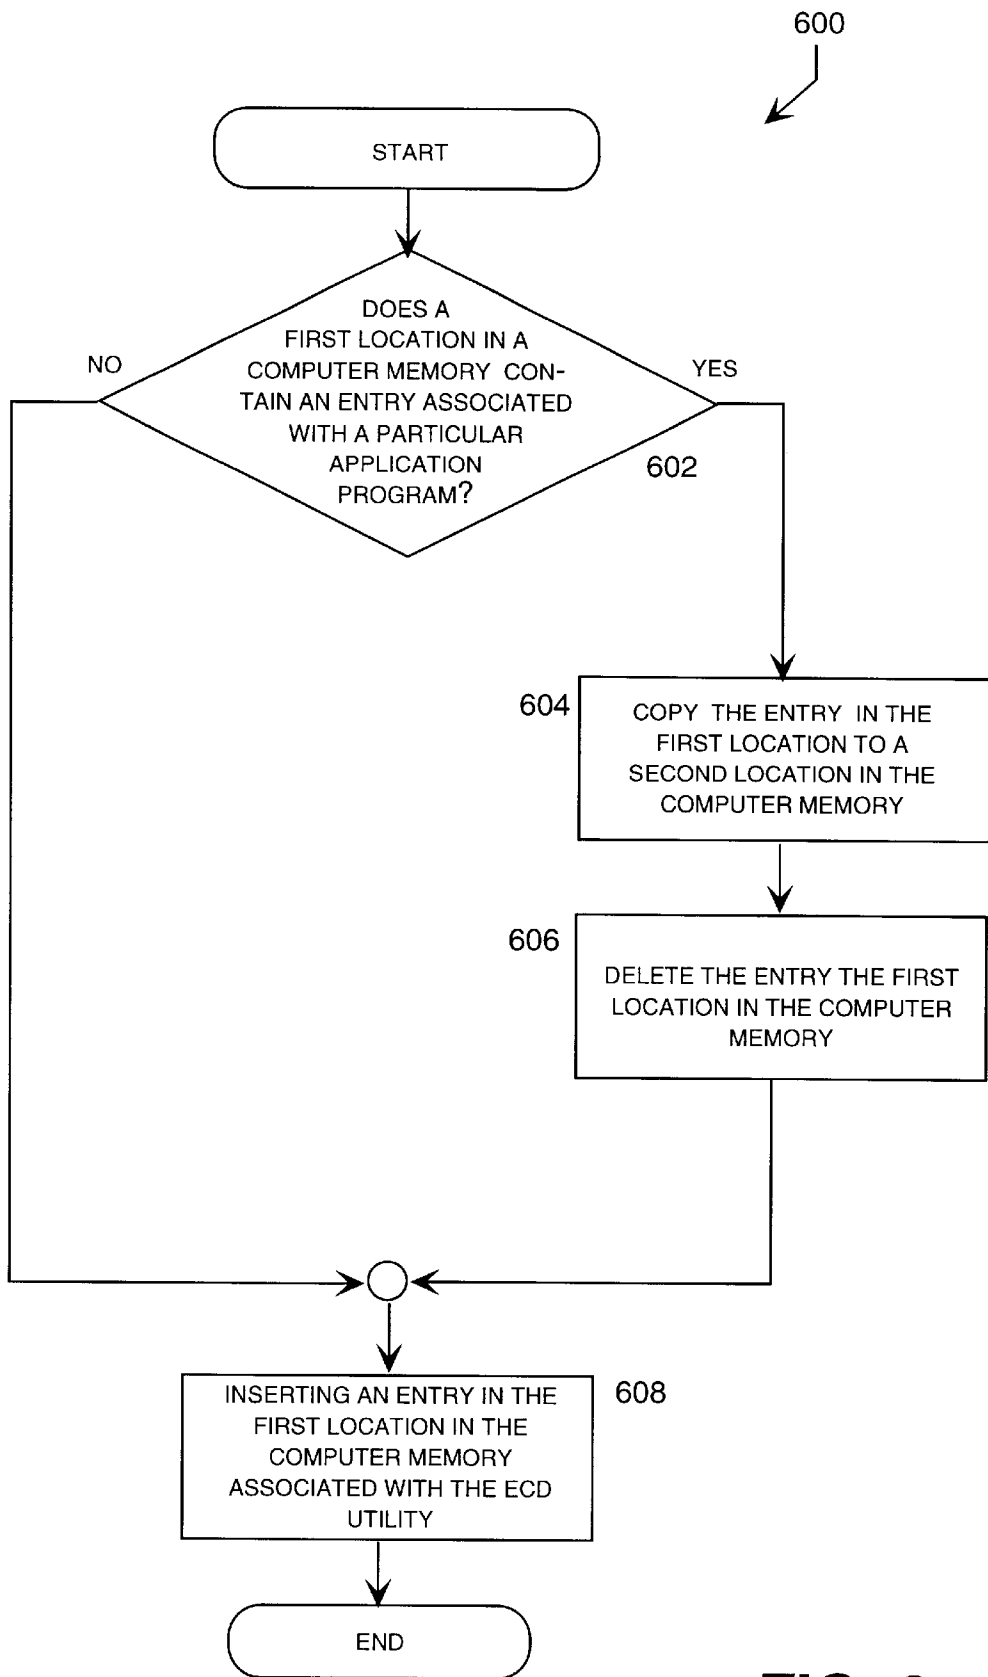 600
START
DOES A
FIRST LOCATION IN A
COMPUTER MEMORY CON-
TAIN AN ENTRY ASSOCIATED
WITH A PARTICULAR
APPLICATION
PROGRAM?
NO
YES
602
604
COPY THE ENTRY IN THE
FIRST LOCATION TO A
SECOND LOCATION IN THE
COMPUTER MEMORY
606
DELETE THE ENTRY THE FIRST
LOCATION IN THE COMPUTER
MEMORY
INSERTING AN ENTRY IN THE
FIRST LOCATION IN THE
COMPUTER MEMORY
ASSOCIATED WITH THE ECD
UTILITY
608
END